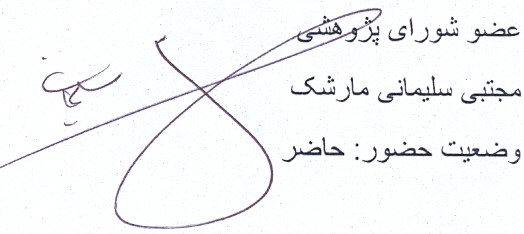 عضو شورای پژوهشی
مجتبی سلیمانی مارشک
وضعیت حضور: حاضر